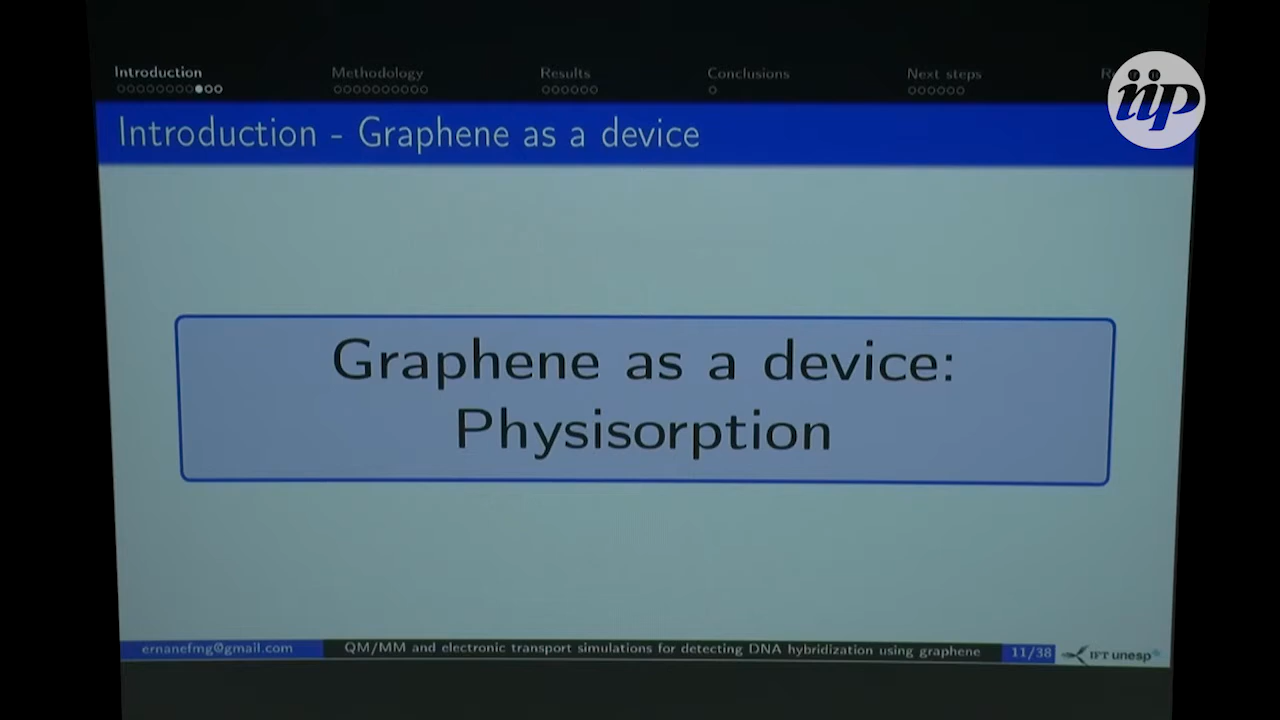 Introduction
Methodology
Results
Conclusions
Next steps
iip
Introduction - Graphene as a device
Graphene as a device:
Physisorption
ernanefmg@gmail.com
QM/MM and electronic transport simulations for detecting DNA hybridization using graphene
11/38
IFT unesp